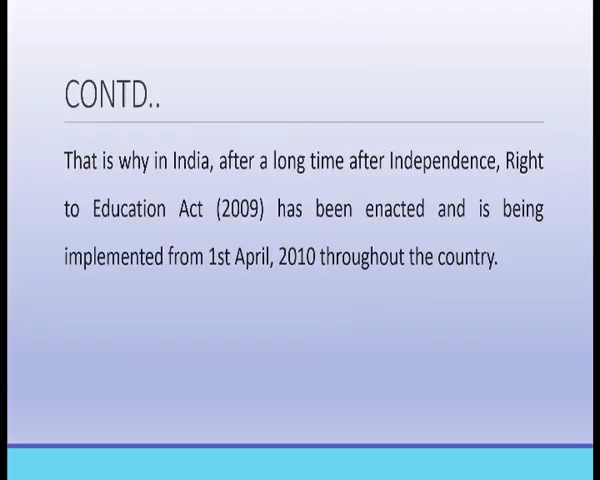 CONTD..
That is why in India, after a long time after Independence, Right
to Education Act (2009) has been enacted and is being
implemented from 1st April, 2010 throughout the country.